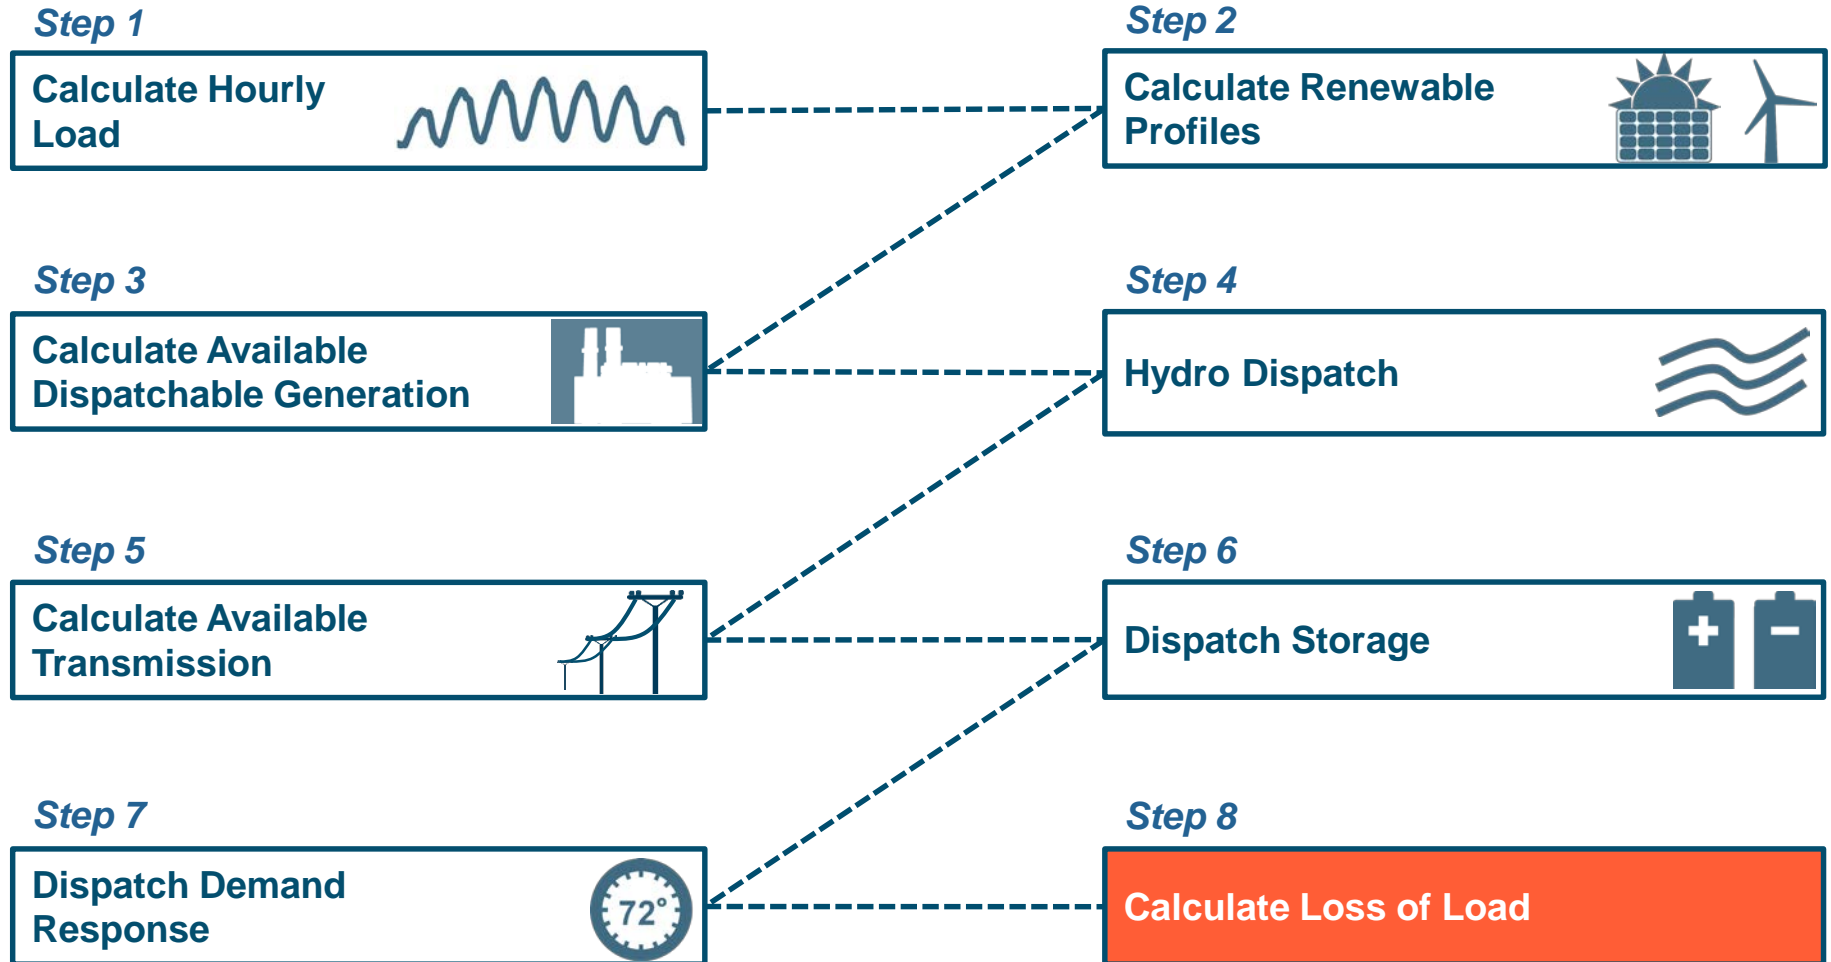 Step 1
Calculate Hourly
Load
Step 2
Calculate Renewable
Profiles
Step 3
Calculate Available
Dispatchable Generation
Step 4
Hydro Dispatch
Step 5
Calculate Available
Transmission
Step 6
Dispatch Storage
Step 7
Dispatch Demand
Response
72°
Step 8
Calculate Loss of Load